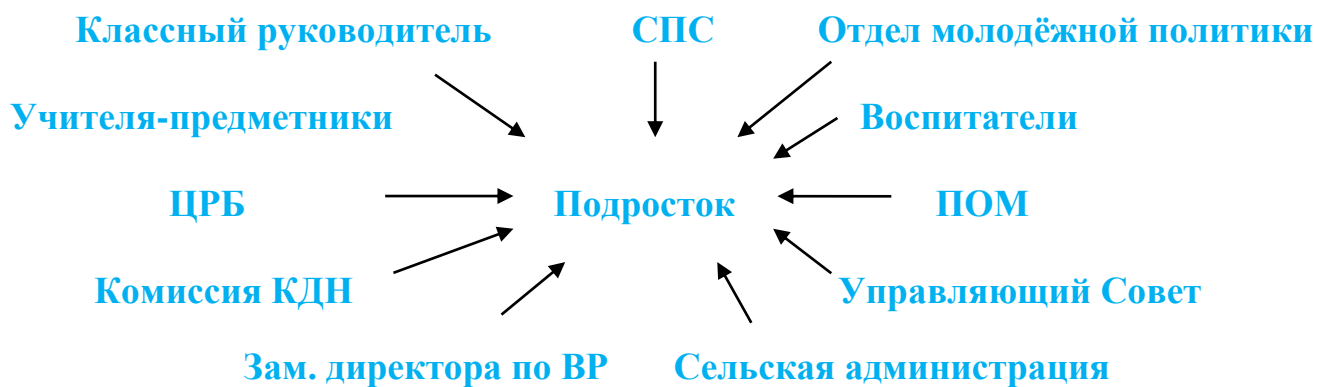 Классный руководитель СПС Отдел молодёжной политики
Учителя-предметники Воспитатели
ЦРБ Подросток ПОМ
Комиссия КДН Управляющий Совет
Зам. директора по ВР Сельская администрация